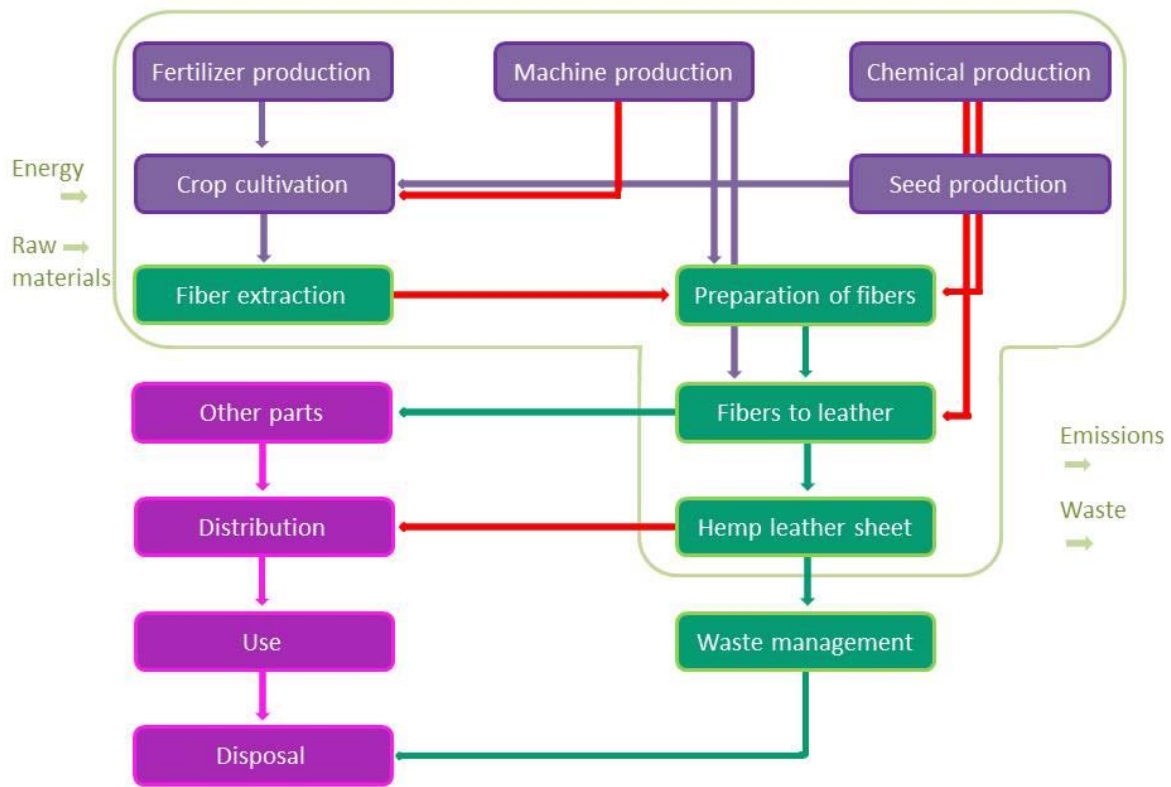 Fertilizer production
Machine production
Chemical production
Energy
Crop cultivation
Seed production
Raw
materials
Fiber extraction
Preparation of fibers
Other parts
Fibers to leather
Emissions
Distribution
Hemp leather sheet
Waste
Use
Waste management
Disposal